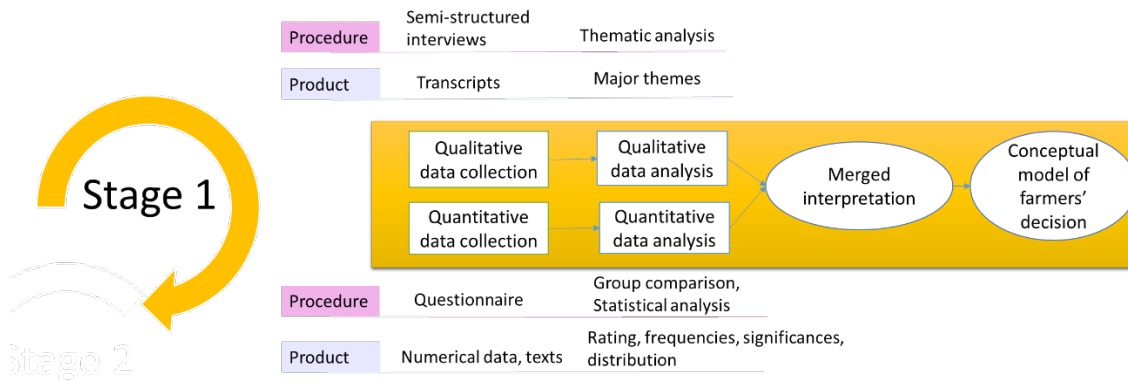 Semi-structured
interviews
Procedure
Thematic analysis
Product
Transcripts
Major themes
Stage 1
Qualitative
data collection
Qualitative
data analysis
Quantitative
data collection
Quantitative
data analysis
Merged
interpretation
Conceptual
model of
farmers’
decision
Procedure
Questionnaire
Group comparison,
Statistical analysis
Product
Numerical data, texts
Rating, frequencies, significances,
distribution
Stage 2